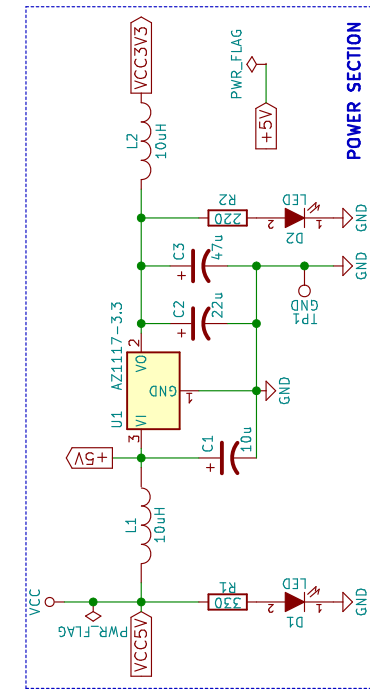 POWER SECTION
VCC
PWR_FLAG
VCC5V
R1
330
D1
LED
2
1
GND
L1
10uH
+5V
C1
10u
+
U1
AZ1117-3.3
VI
3
VO
2
GND
1
GND
C2
22u
+
C3
47u
+
TP1
GND
GND
R2
220
D2
LED
2
1
GND
L2
10uH
VCC3V3
PWR_FLAG
+5V